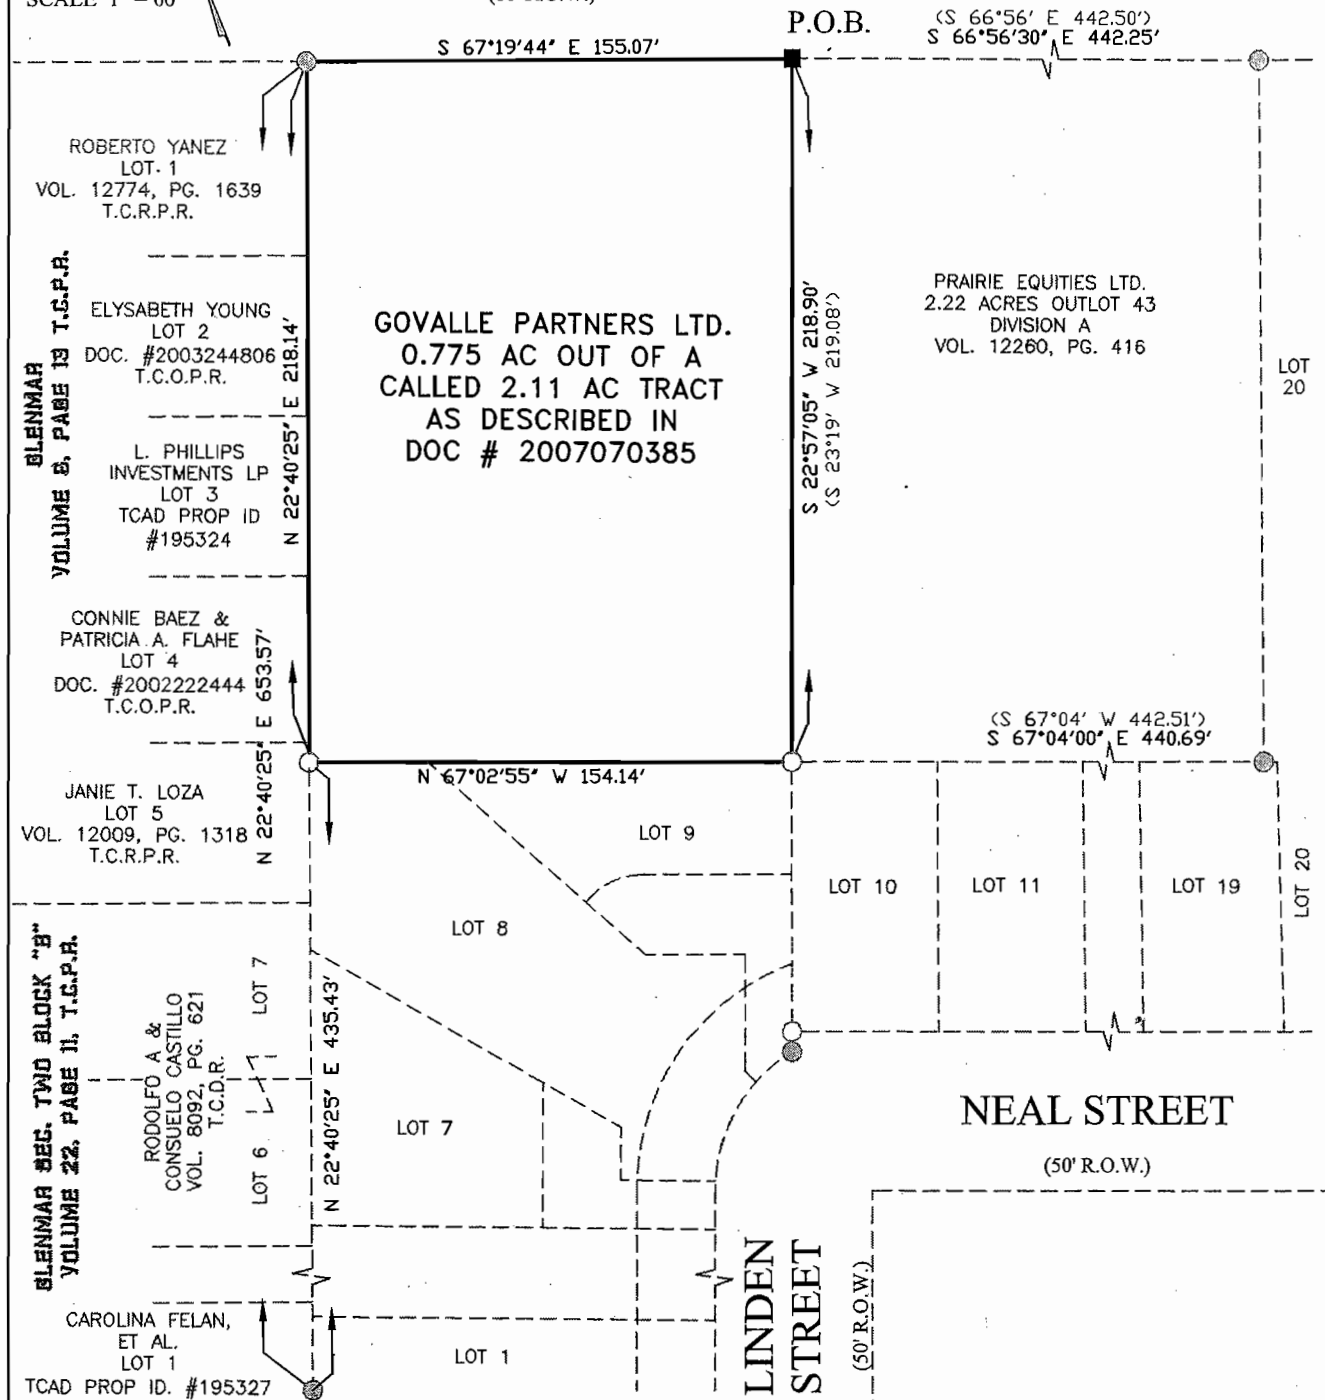 P.O.B.
(S 66°56' E 442.50')
S 66°56'30" E 442.25'
S 67°19'44" E 155.07'
ROBERTO YANEZ
LOT 1
VOL. 12774, PG. 1639
T.C.R.P.R.
ELYSABETH YOUNG
LOT 2
DOC. #2003244806
T.C.O.P.R.
L. PHILLIPS
INVESTMENTS LP
LOT 3
TCAD PROP ID
#195324
CONNIE BAEZ &
PATRICIA A. FLAHE
LOT 4
DOC. #2002222444
T.C.O.P.R.
JANIE T. LOZA
LOT 5
VOL. 12009, PG. 1318
T.C.R.P.R.
GLENMAR
N 22°40'25" E 218.14'
N 22°40'25" E 653.57'
GOVALLE PARTNERS LTD.
0.775 AC OUT OF A
CALLED 2.11 AC TRACT
AS DESCRIBED IN
DOC # 2007070385
S 22°57'05" W 218.90'
(S 23°19' W 219.08')
PRAIRIE EQUITIES LTD.
2.22 ACRES OUTLOT 43
DIVISION A
VOL. 12260, PG. 416
LOT
20
(S 67°04' W 442.51')
S 67°04'00" E 440.69'
N 67°02'55" W 154.14'
LOT 9
LOT 10
LOT 11
LOT 19
LOT 20
LOT 8
GLENMAR SEC. TWO BLOCK "B"
VOLUME 22, PAGE 11, T.C.P.R.
RODOLFO A &
CONSUELO CASTILLO
VOL. 8092, PG. 621
T.C.D.R.
LOT 7
LOT 6
N 22°40'25" E 435.43'
LOT 7
NEAL STREET
(50' R.O.W.)
LINDEN
STREET
(50' R.O.W.)
CAROLINA FELAN,
ET AL.
LOT 1
TCAD PROP ID. #195327
LOT 1